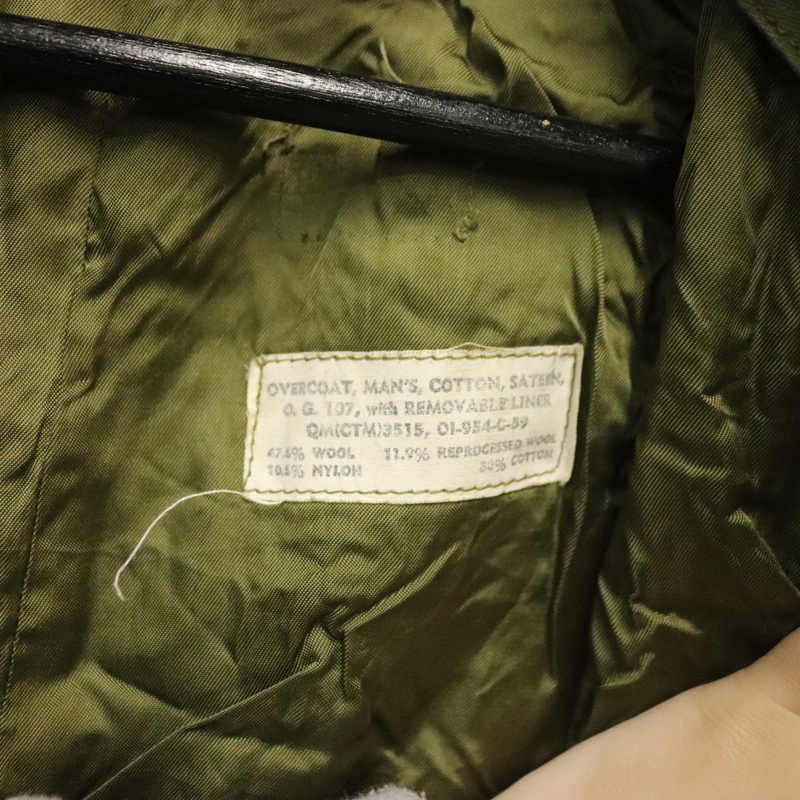 OVERCOAT, MAN'S, COTTON, SATEEN,
O. G. 107, with REMOVABLE LINER
QM(CTM)3515, OI-954-C-59
47.6% WOOL 11.9% REPROCESSED WOOL
10.5% NYLON 30% COTTON